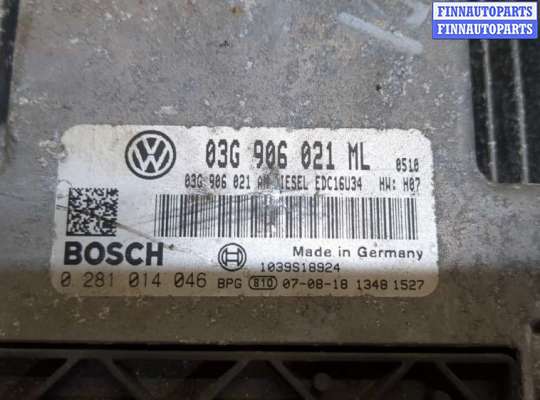 FINNAUTOPARTS
FINNAUTOPARTS
03G 906 021 ML 0510
03G 906 021 DIESEL EDC16U34 HW: H07
BOSCH
Made in Germany
1039S18924
0 281 014 046 BPG 810 07-08-18 1348 1527